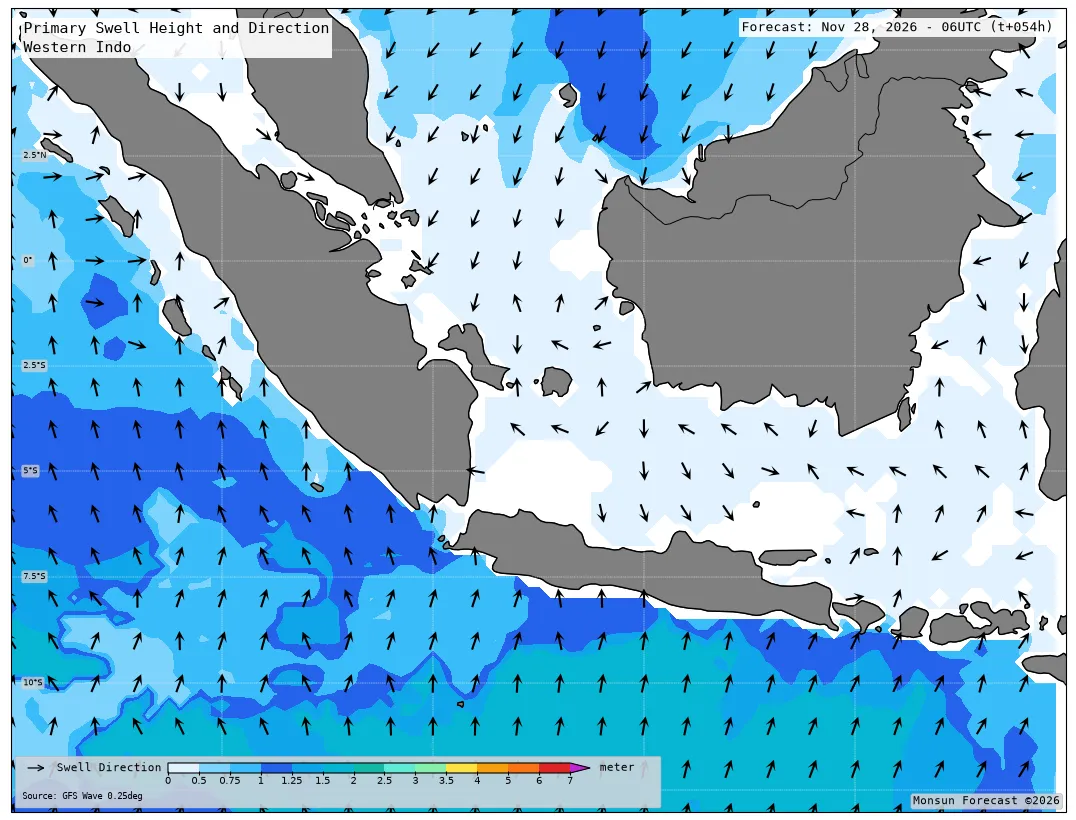 Primary Swell Height and Direction
Western Indo
Forecast: Nov 28, 2026 - 06UTC (t+054h)
2.5°N
0°
2.5°S
5°S
7.5°S
10°S
Swell Direction
0 0.5 0.75 1 1.25 1.5 2 2.5 3 3.5 4 5 6 7
meter
Source: GFS Wave 0.25deg
Monsun Forecast ©2026